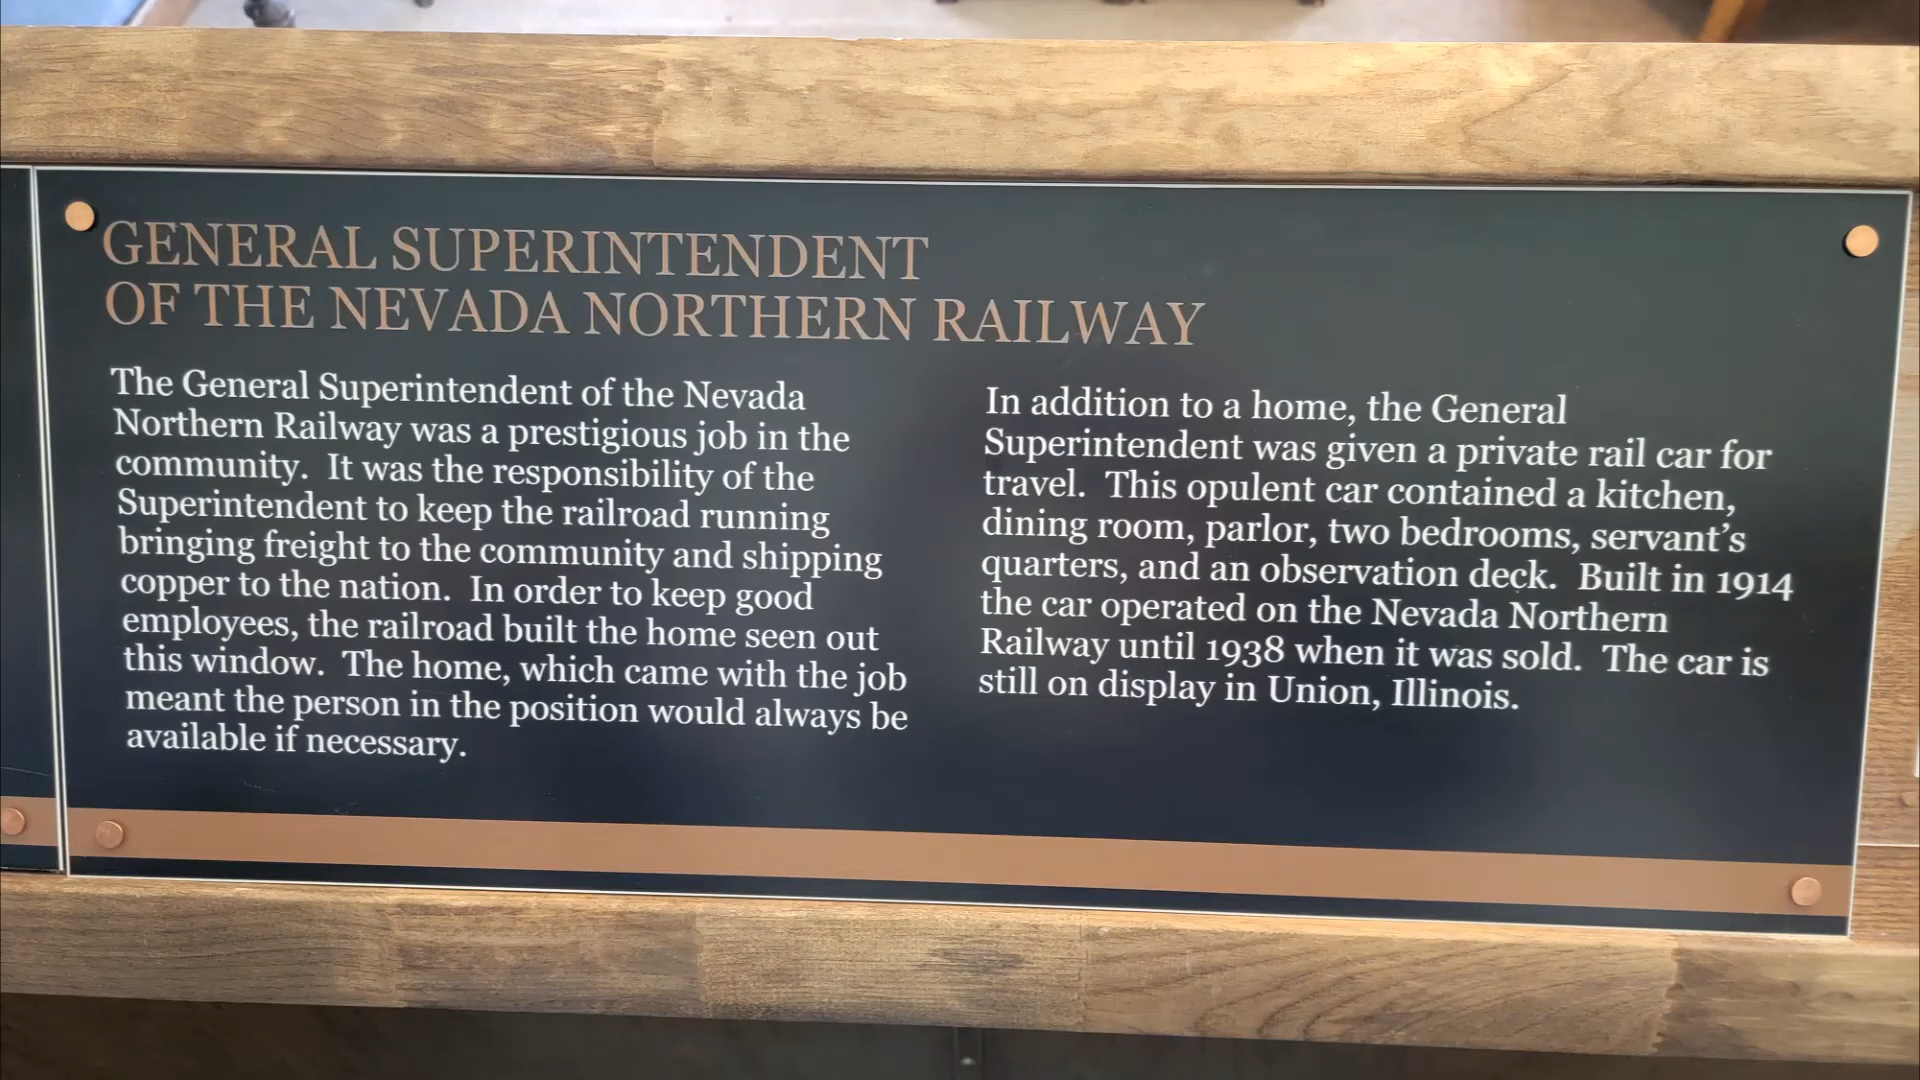 GENERAL SUPERINTENDENT
OF THE NEVADA NORTHERN RAILWAY
The General Superintendent of the Nevada
Northern Railway was a prestigious job in the
community.  It was the responsibility of the
Superintendent to keep the railroad running
bringing freight to the community and shipping
copper to the nation.  In order to keep good
employees, the railroad built the home seen out
this window.  The home, which came with the job
meant the person in the position would always be
available if necessary.
In addition to a home, the General
Superintendent was given a private rail car for
travel.  This opulent car contained a kitchen,
dining room, parlor, two bedrooms, servant’s
quarters, and an observation deck.  Built in 1914
the car operated on the Nevada Northern
Railway until 1938 when it was sold.  The car is
still on display in Union, Illinois.